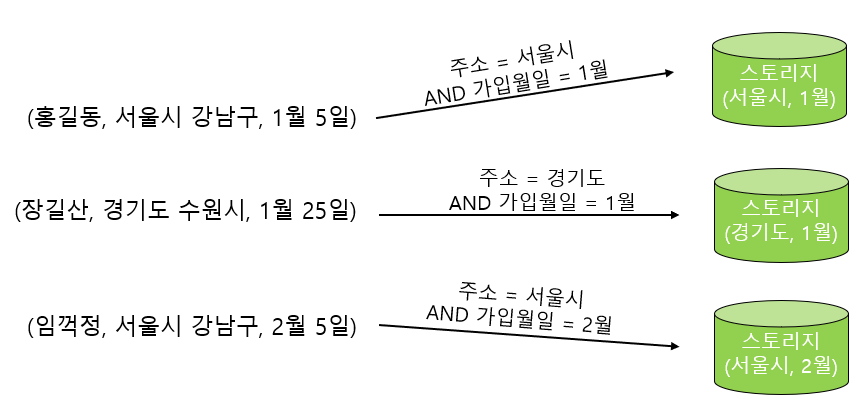 주소 = 서울시
AND 가입월일 = 1월
스토리지
(서울시, 1월)
(홍길동, 서울시 강남구, 1월 5일)
주소 = 경기도
AND 가입월일 = 1월
스토리지
(경기도, 1월)
(장길산, 경기도 수원시, 1월 25일)
주소 = 서울시
AND 가입월일 = 2월
스토리지
(서울시, 2월)
(임꺽정, 서울시 강남구, 2월 5일)